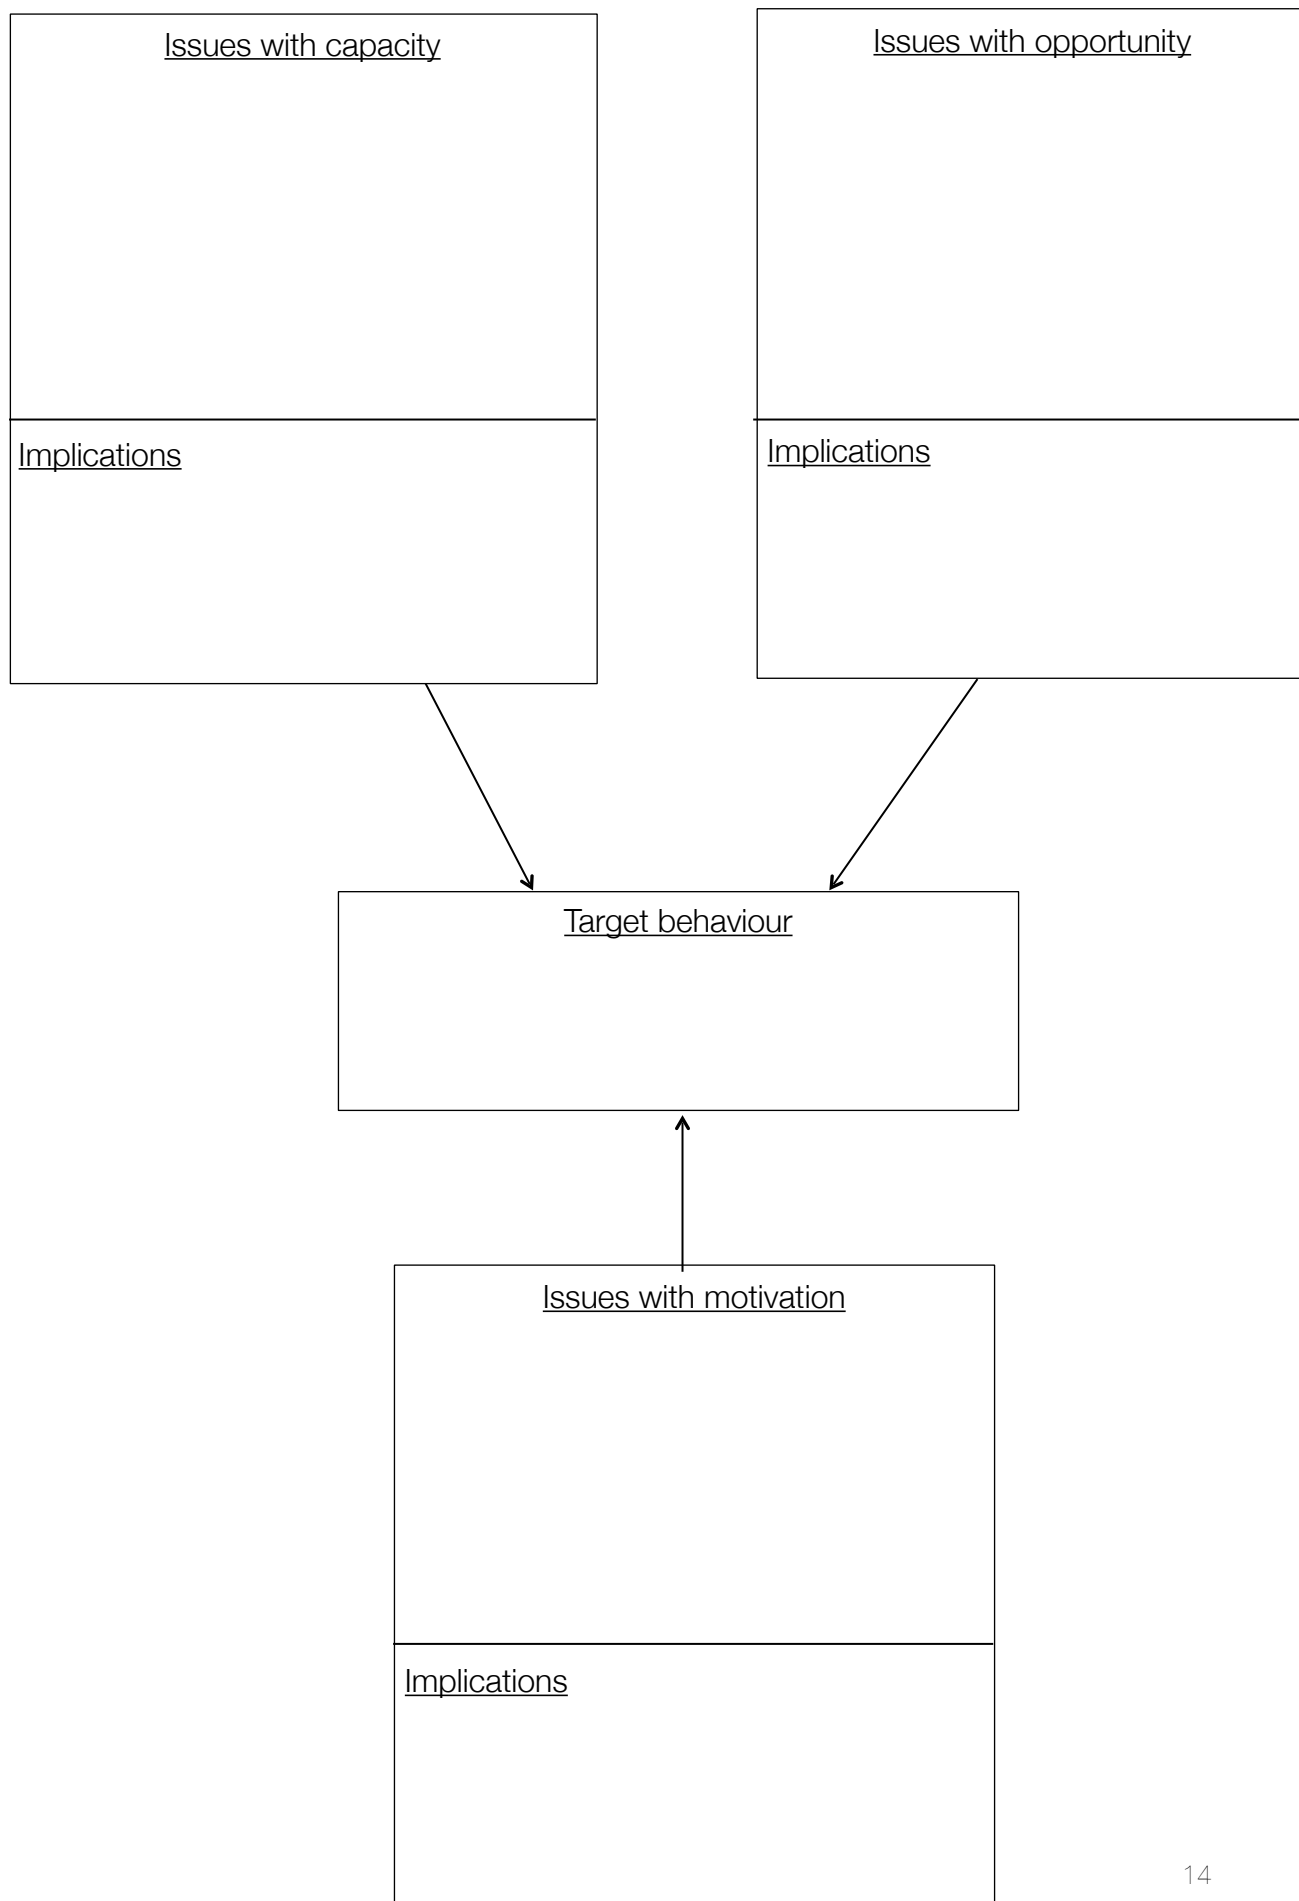 Issues with capacity
Issues with opportunity
Implications
Implications
Target behaviour
Issues with motivation
Implications
14